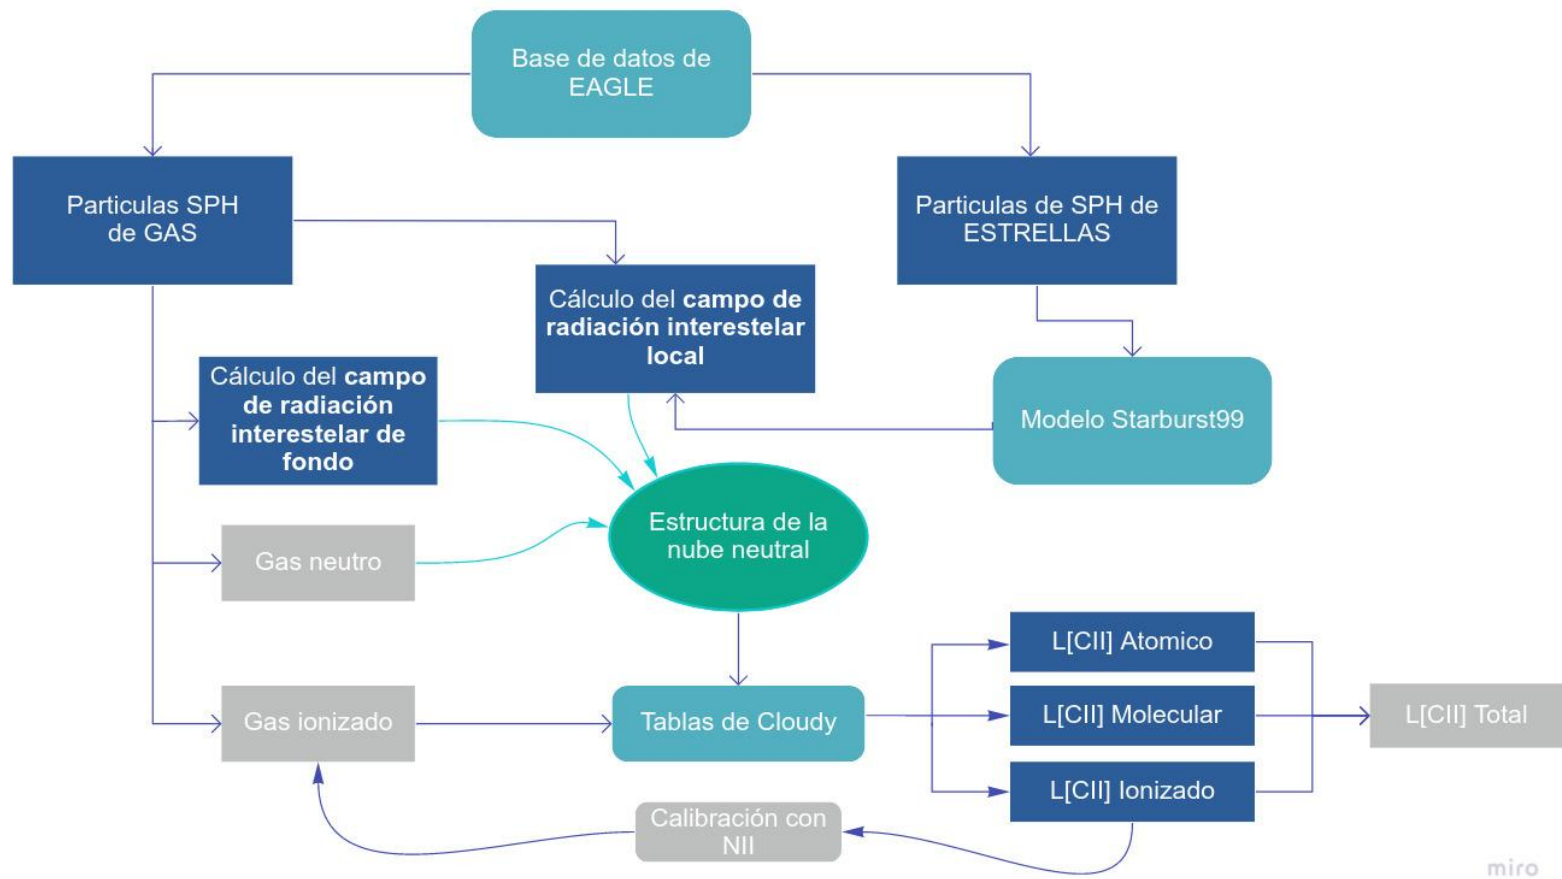 Base de datos de
EAGLE
Particulas SPH
de GAS
Particulas de SPH de
ESTRELLAS
Cálculo del campo de
radiación interestelar
local
Cálculo del campo
de radiación
interestelar de
fondo
Modelo Starburst99
Estructura de la
nube neutral
Gas neutro
L[CII] Atomico
Gas ionizado
Tablas de Cloudy
L[CII] Molecular
L[CII] Total
L[CII] Ionizado
Calibración con
NII
miro